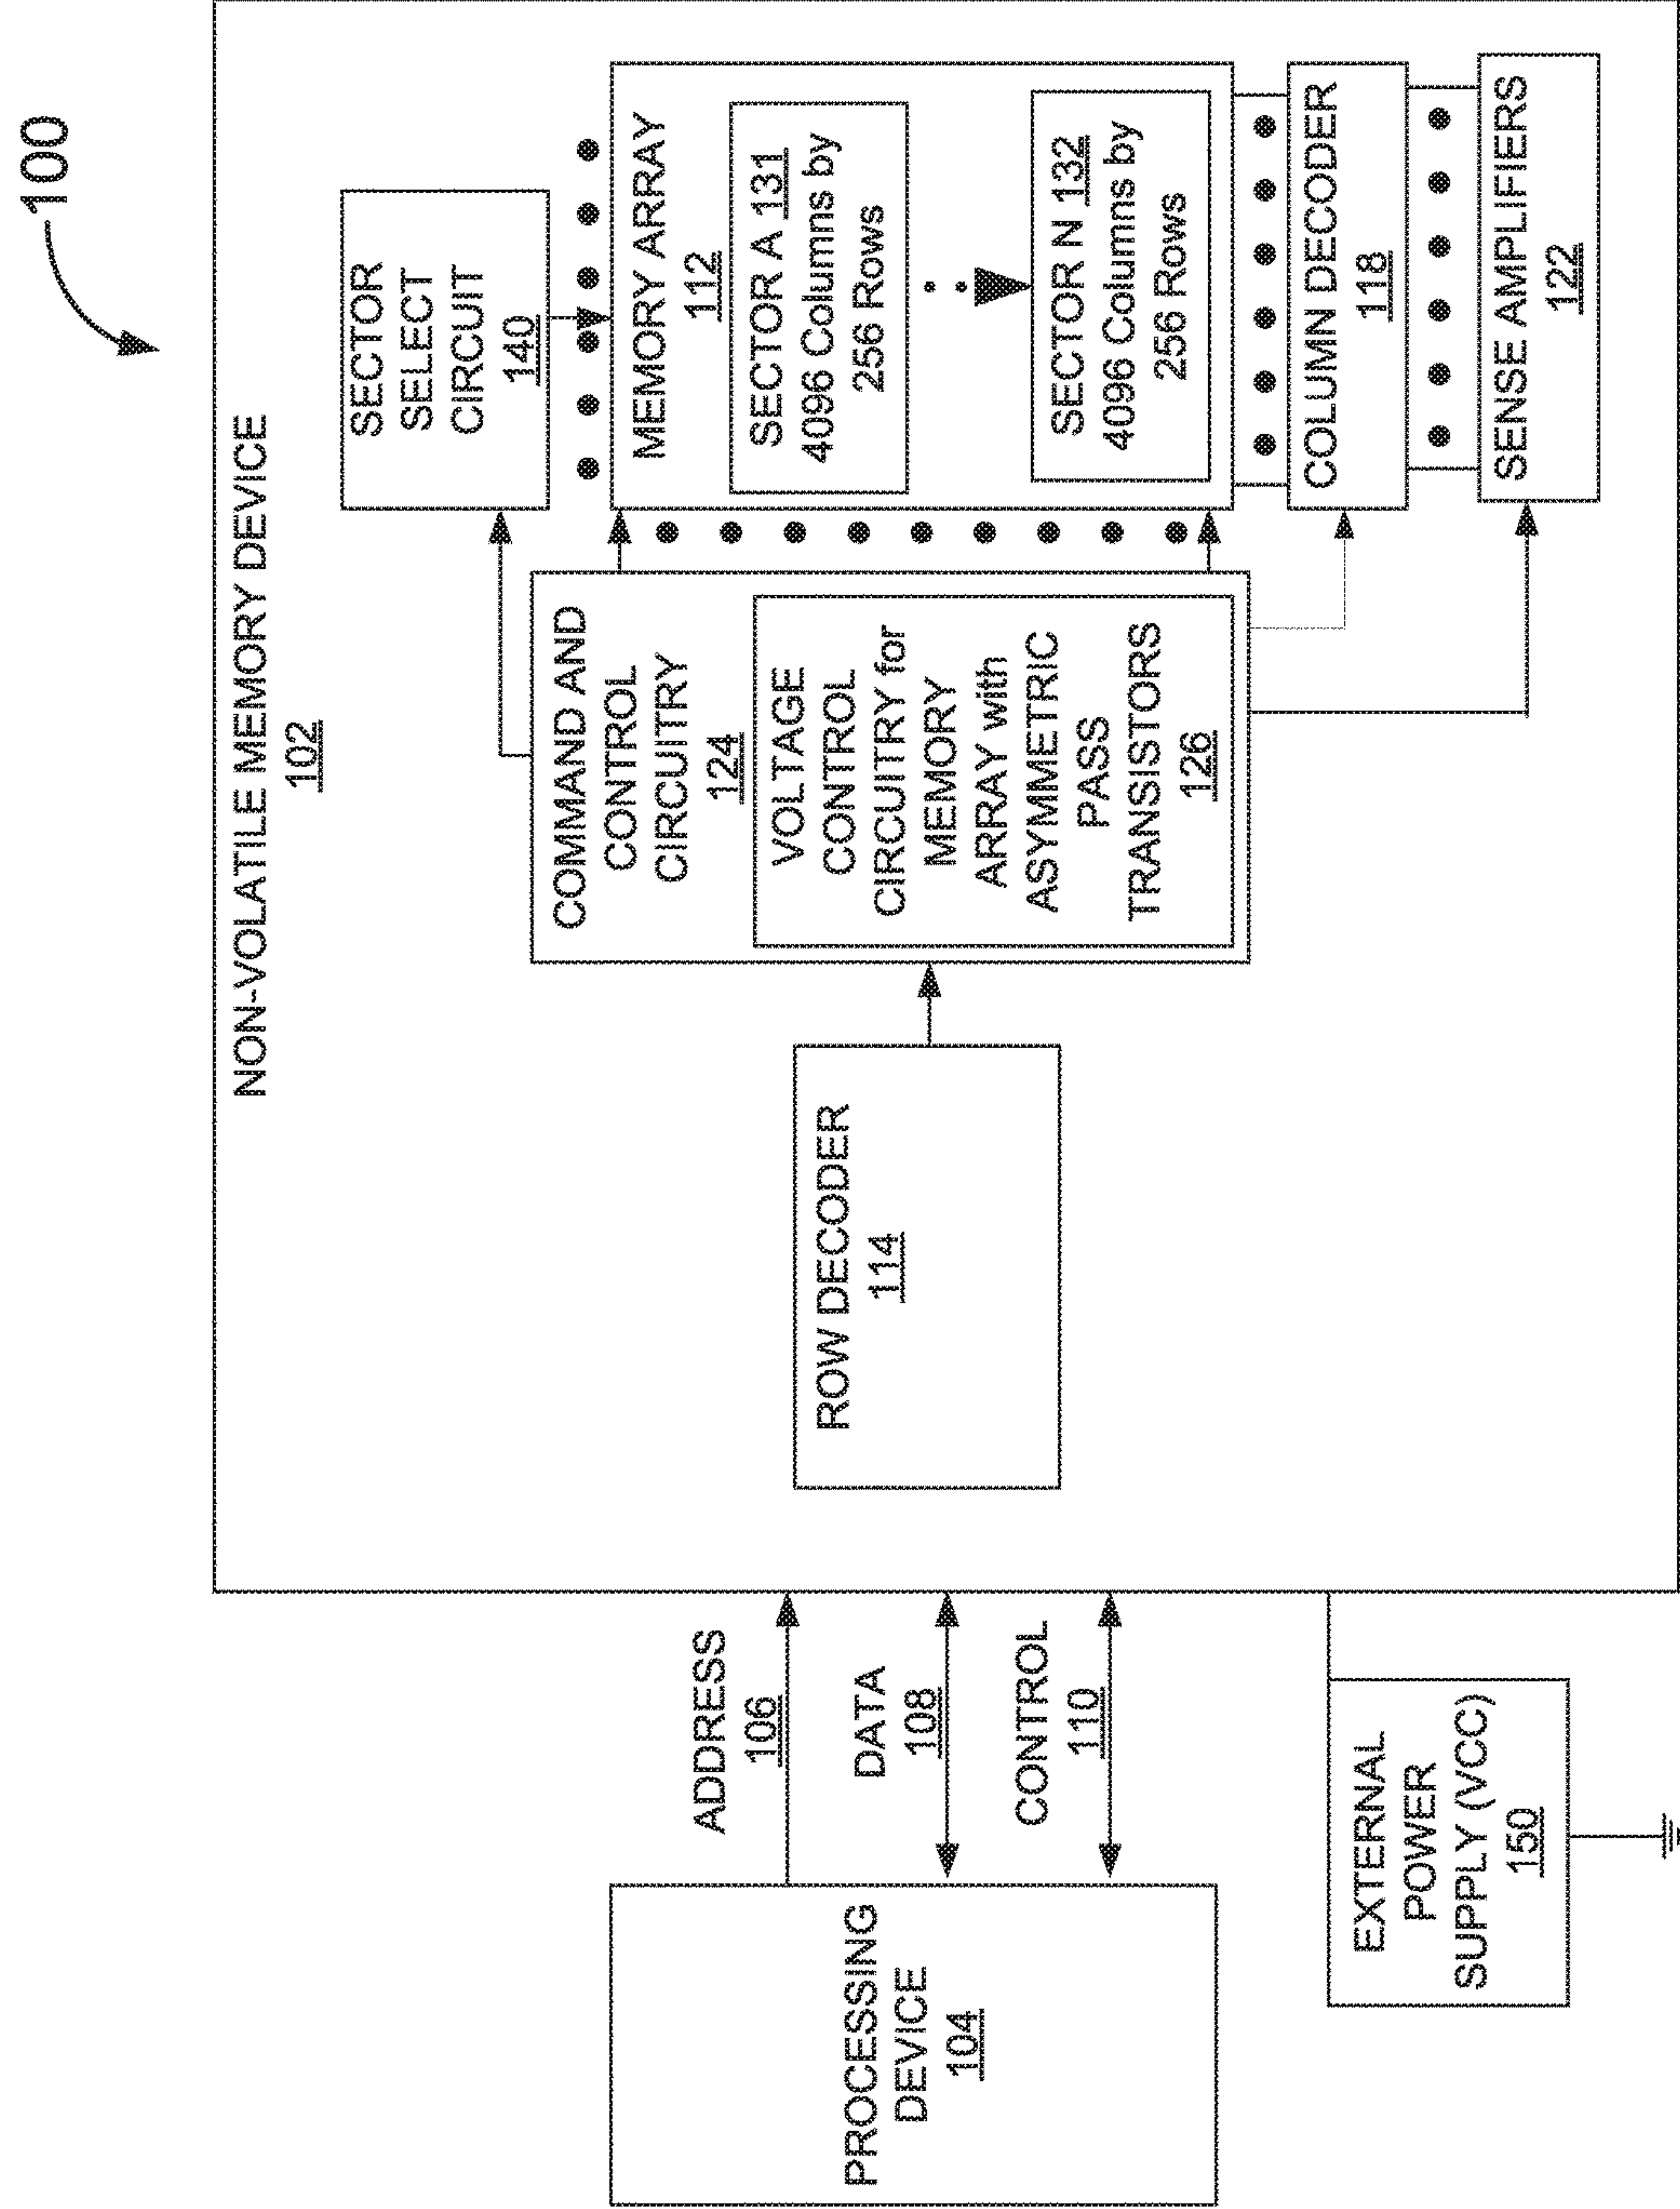 100
NON-VOLATILE MEMORY DEVICE
102
PROCESSING
DEVICE
104
ADDRESS
106
DATA
108
CONTROL
110
EXTERNAL
POWER
SUPPLY (VCC)
150
ROW DECODER
114
COMMAND AND
CONTROL
CIRCUITRY
124
VOLTAGE
CONTROL
CIRCUITRY for
MEMORY
ARRAY with
ASYMMETRIC
PASS
TRANSISTORS
126
SECTOR
SELECT
CIRCUIT
140
MEMORY ARRAY
112
SECTOR A 131
4096 Columns by
256 Rows
SECTOR N 132
4096 Columns by
256 Rows
COLUMN DECODER
118
SENSE AMPLIFIERS
122